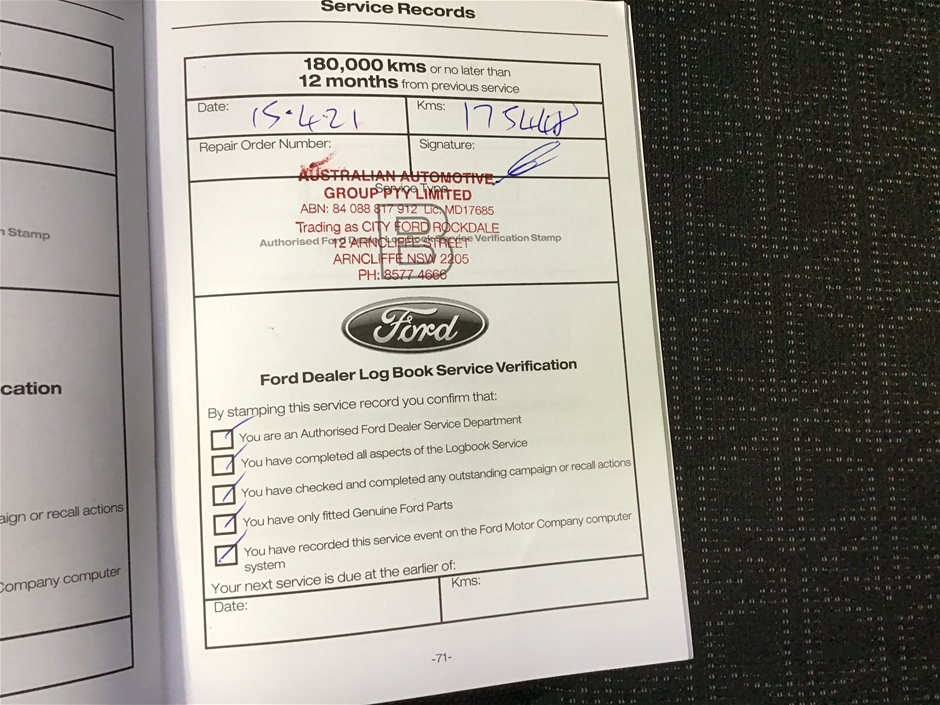 n Stamp
cation
aign or recall actions
Company computer
Service Records
180,000 kms or no later than
12 months from previous service
Date: 15.4.21
Kms: 175448
Repair Order Number:
Signature:
AUSTRALIAN AUTOMOTIVE
GROUP PTY LIMITED
Service Type
ABN: 84 088 817 912 Lic: MD17685
Trading as CITY FORD ROCKDALE
B
Authorised Ford Dealer Log Book Service Verification Stamp
12 ARNCLIFFE STREET
ARNCLIFFE NSW 2205
PH: 8577 4666
Ford
Ford Dealer Log Book Service Verification
By stamping this service record you confirm that:
You are an Authorised Ford Dealer Service Department
You have completed all aspects of the Logbook Service
You have checked and completed any outstanding campaign or recall actions
You have only fitted Genuine Ford Parts
You have recorded this service event on the Ford Motor Company computer
system
Your next service is due at the earlier of:
Date:
Kms:
-71-